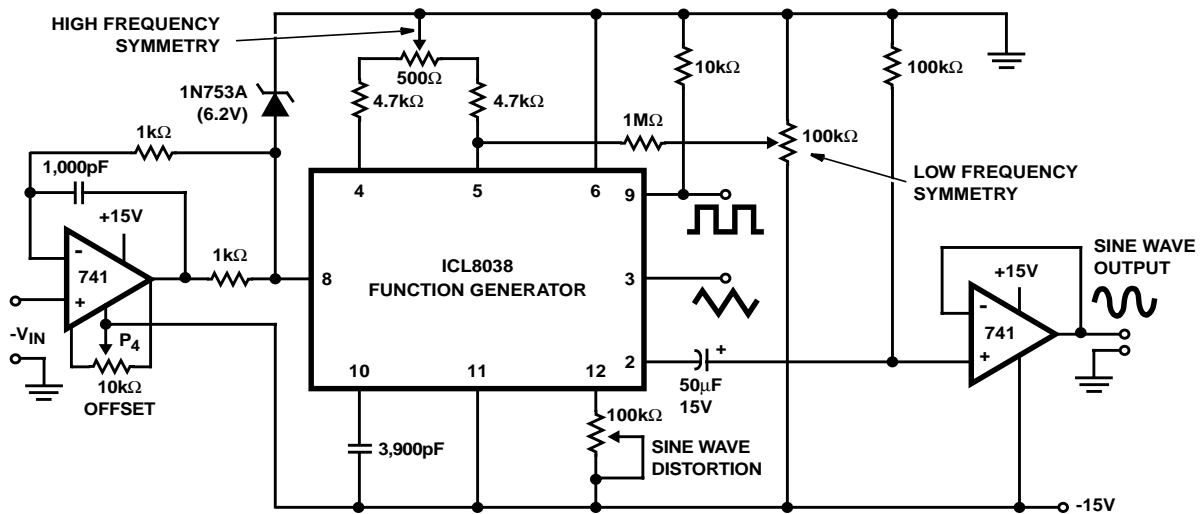 HIGH FREQUENCY
SYMMETRY
500Ω
1N753A
(6.2V)
4.7kΩ
4.7kΩ
10kΩ
100kΩ
1kΩ
1MΩ
100kΩ
1,000pF
LOW FREQUENCY
SYMMETRY
4
5
6
9
+15V
-
741
+
1kΩ
8
ICL8038
FUNCTION GENERATOR
3
-VIN
P4
10kΩ
OFFSET
2
+
50μF
15V
+15V
-
741
+
SINE WAVE
OUTPUT
10
11
12
3,900pF
100kΩ
SINE WAVE
DISTORTION
-15V